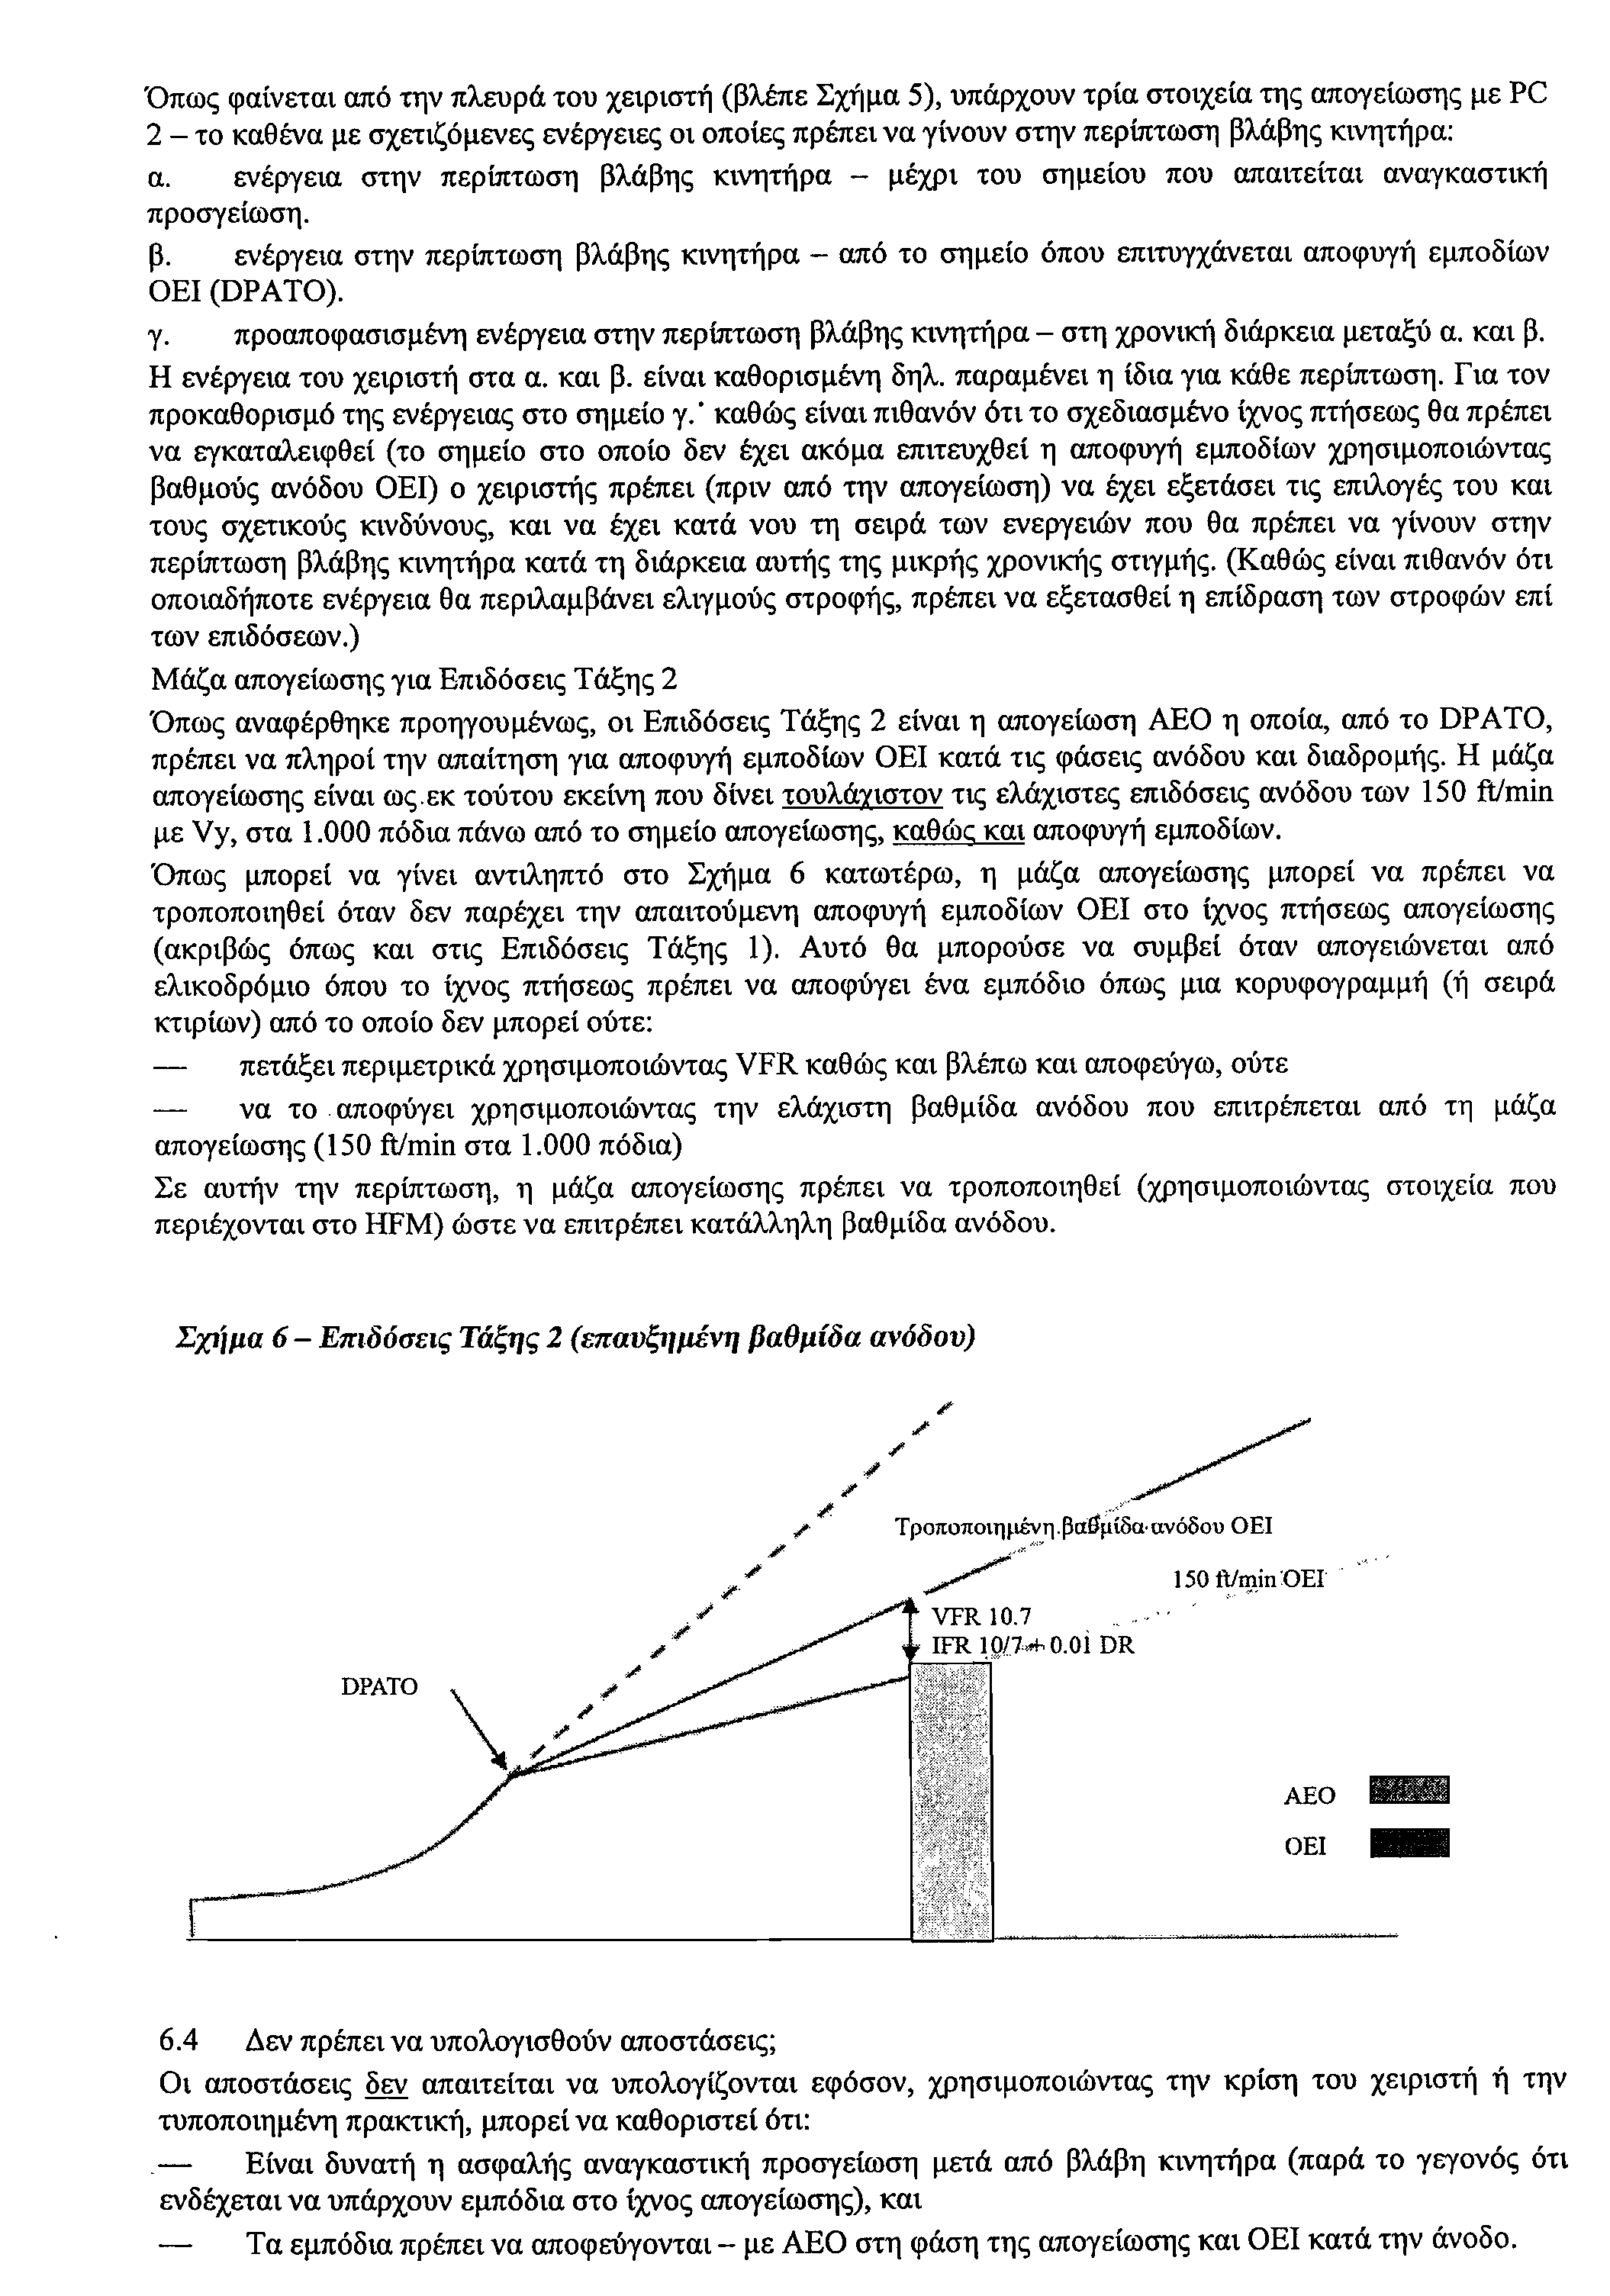 Όπως φαίνεται από την πλευρά του χειριστή (βλέπε Σχήμα 5), υπάρχουν τρία στοιχεία της απογείωσης με PC
2 – το καθένα με σχετιζόμενες ενέργειες οι οποίες πρέπει να γίνουν στην περίπτωση βλάβης κινητήρα:
α. ενέργεια στην περίπτωση βλάβης κινητήρα – μέχρι του σημείου που απαιτείται αναγκαστική
προσγείωση.
β. ενέργεια στην περίπτωση βλάβης κινητήρα – από το σημείο όπου επιτυγχάνεται αποφυγή εμποδίων
OEI (DPATO).
γ. προαποφασισμένη ενέργεια στην περίπτωση βλάβης κινητήρα – στη χρονική διάρκεια μεταξύ α. και β.
Η ενέργεια του χειριστή στα α. και β. είναι καθορισμένη δηλ. παραμένει η ίδια για κάθε περίπτωση. Για τον
προκαθορισμό της ενέργειας στο σημείο γ.· καθώς είναι πιθανόν ότι το σχεδιασμένο ίχνος πτήσεως θα πρέπει
να εγκαταλειφθεί (το σημείο στο οποίο δεν έχει ακόμα επιτευχθεί η αποφυγή εμποδίων χρησιμοποιώντας
βαθμούς ανόδου OEI) ο χειριστής πρέπει (πριν από την απογείωση) να έχει εξετάσει τις επιλογές του και
τους σχετικούς κινδύνους, και να έχει κατά νου τη σειρά των ενεργειών που θα πρέπει να γίνουν στην
περίπτωση βλάβης κινητήρα κατά τη διάρκεια αυτής της μικρής χρονικής στιγμής. (Καθώς είναι πιθανόν ότι
οποιαδήποτε ενέργεια θα περιλαμβάνει ελιγμούς στροφής, πρέπει να εξετασθεί η επίδραση των στροφών επί
των επιδόσεων.)
Μάζα απογείωσης για Επιδόσεις Τάξης 2
Όπως αναφέρθηκε προηγουμένως, οι Επιδόσεις Τάξης 2 είναι η απογείωση AEO η οποία, από το DPATO,
πρέπει να πληροί την απαίτηση για αποφυγή εμποδίων OEI κατά τις φάσεις ανόδου και διαδρομής. Η μάζα
απογείωσης είναι ως εκ τούτου εκείνη που δίνει τουλάχιστον τις ελάχιστες επιδόσεις ανόδου των 150 ft/min
με Vy, στα 1.000 πόδια πάνω από το σημείο απογείωσης, καθώς και αποφυγή εμποδίων.
Όπως μπορεί να γίνει αντιληπτό στο Σχήμα 6 κατωτέρω, η μάζα απογείωσης μπορεί να πρέπει να
τροποποιηθεί όταν δεν παρέχει την απαιτούμενη αποφυγή εμποδίων OEI στο ίχνος πτήσεως απογείωσης
(ακριβώς όπως και στις Επιδόσεις Τάξης 1). Αυτό θα μπορούσε να συμβεί όταν απογειώνεται από
ελικοδρόμιο όπου το ίχνος πτήσεως πρέπει να αποφύγει ένα εμπόδιο όπως μια κορυφογραμμή (ή σειρά
κτιρίων) από το οποίο δεν μπορεί ούτε:
— πετάξει περιμετρικά χρησιμοποιώντας VFR καθώς και βλέπω και αποφεύγω, ούτε
— να το αποφύγει χρησιμοποιώντας την ελάχιστη βαθμίδα ανόδου που επιτρέπεται από τη μάζα
απογείωσης (150 ft/min στα 1.000 πόδια)
Σε αυτήν την περίπτωση, η μάζα απογείωσης πρέπει να τροποποιηθεί (χρησιμοποιώντας στοιχεία που
περιέχονται στο HFM) ώστε να επιτρέπει κατάλληλη βαθμίδα ανόδου.
Σχήμα 6 – Επιδόσεις Τάξης 2 (επαυξημένη βαθμίδα ανόδου)
Τροποποιημένη βαθμίδα ανόδου OEI
150 ft/min OEI
VFR 10.7
IFR 10/7 + 0.01 DR
DPATO
AEO
OEI
6.4 Δεν πρέπει να υπολογισθούν αποστάσεις;
Οι αποστάσεις δεν απαιτείται να υπολογίζονται εφόσον, χρησιμοποιώντας την κρίση του χειριστή ή την
τυποποιημένη πρακτική, μπορεί να καθοριστεί ότι:
— Είναι δυνατή η ασφαλής αναγκαστική προσγείωση μετά από βλάβη κινητήρα (παρά το γεγονός ότι
ενδέχεται να υπάρχουν εμπόδια στο ίχνος απογείωσης), και
— Τα εμπόδια πρέπει να αποφεύγονται – με AEO στη φάση της απογείωσης και OEI κατά την άνοδο.